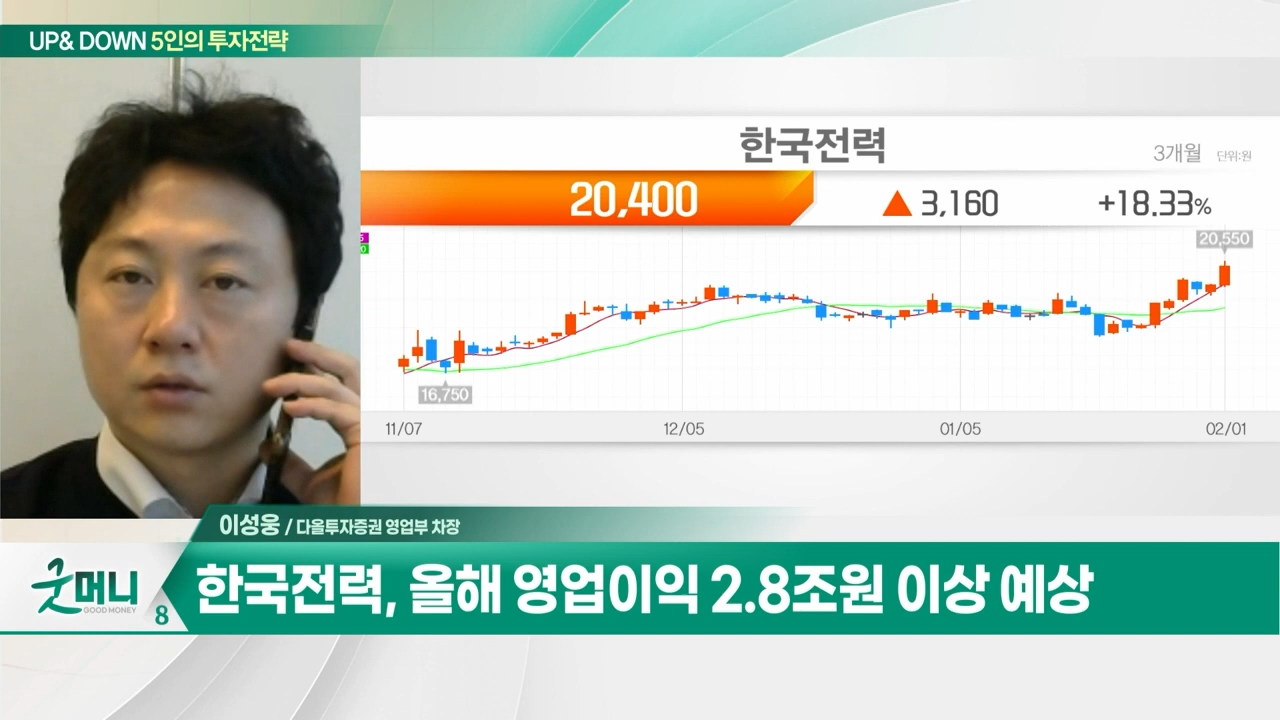 UP& DOWN 5인의 투자전략
한국전력
3개월 단위:원
20,400 ▲ 3,160 +18.33%
20,550
16,750
11/07 12/05 01/05 02/01
이성웅 / 다올투자증권 영업부 차장
굿머니
GOOD MONEY
8
한국전력, 올해 영업이익 2.8조원 이상 예상